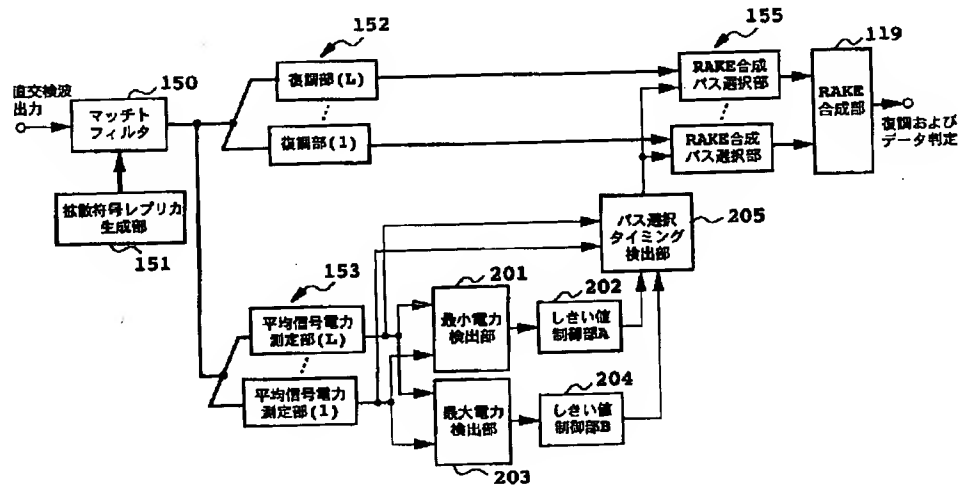 152
155
119
150
直交検波
出力
マッチト
フィルタ
復調部(L)
復調部(1)
RAKE合成
パス選択部
RAKE合成
パス選択部
RAKE
合成部
復調および
データ判定
拡散符号レプリカ
生成部
151
パス選択
タイミング
検出部
205
153
201
202
平均信号電力
測定部(L)
平均信号電力
測定部(1)
最小電力
検出部
しきい値
制御部A
204
最大電力
検出部
しきい値
制御部B
203